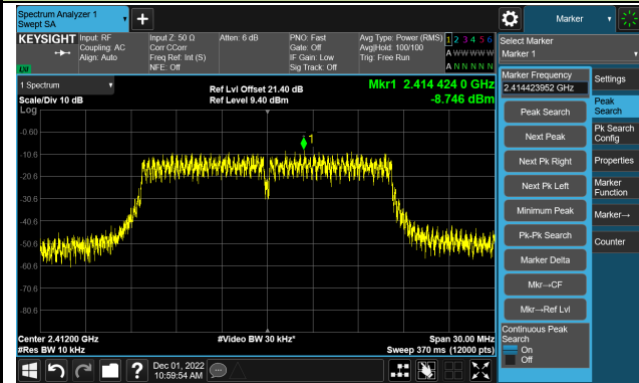 Spectrum Analyzer 1
Swept SA
Marker
KEYSIGHT
Input: RF
Coupling: AC
Align: Auto
Input Z: 50 Ω
Corr CCorr
Freq Ref: Int (S)
NFE: Off
Atten: 6 dB
PNO: Fast
Gate: Off
IF Gain: Low
Sig Track: Off
Avg Type: Power (RMS)
Avg|Hold: 100/100
Trig: Free Run
1 2 3 4 5 6
A W W W W W
A N N N N N
Select Marker
Marker 1
1 Spectrum
Scale/Div 10 dB
Log
Ref Lvl Offset 21.40 dB
Ref Level 9.40 dBm
Mkr1 2.414 424 0 GHz
-8.746 dBm
1
-0.60
-10.6
-20.6
-30.6
-40.6
-50.6
-60.6
-70.6
-80.6
Center 2.41200 GHz
#Res BW 10 kHz
#Video BW 30 kHz*
Span 30.00 MHz
Sweep 370 ms (12000 pts)
Marker Frequency
2.414423952 GHz
Peak Search
Next Peak
Next Pk Right
Next Pk Left
Minimum Peak
Pk-Pk Search
Marker Delta
Mkr→CF
Mkr→Ref Lvl
Continuous Peak
Search
On
Off
Settings
Peak
Search
Pk Search
Config
Properties
Marker
Function
Marker→
Counter
Dec 01, 2022
10:59:54 AM